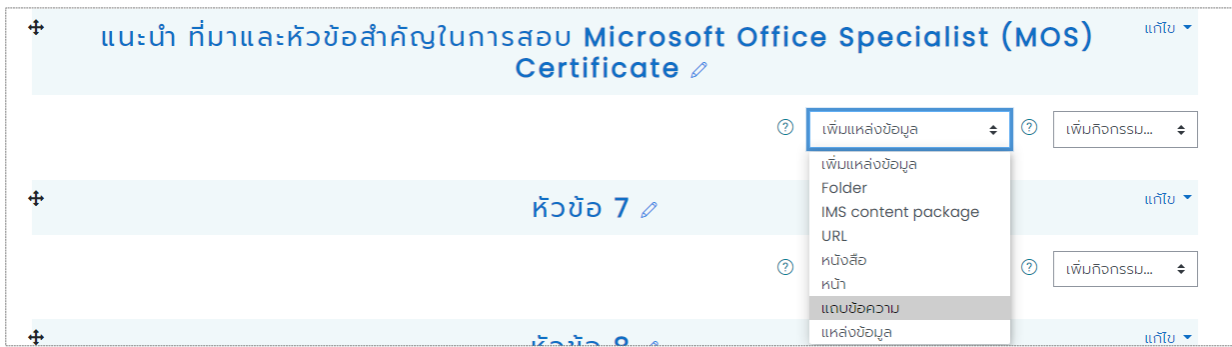 แนะนำ ที่มาและหัวข้อสำคัญในการสอบ Microsoft Office Specialist (MOS)
Certificate
แก้ไข
เพิ่มแหล่งข้อมูล
เพิ่มกิจกรรม...
เพิ่มแหล่งข้อมูล
Folder
IMS content package
URL
หนังสือ
หน้า
แถบข้อความ
แหล่งข้อมูล
หัวข้อ 7
แก้ไข
เพิ่มกิจกรรม...
หัวข้อ 8
แก้ไข